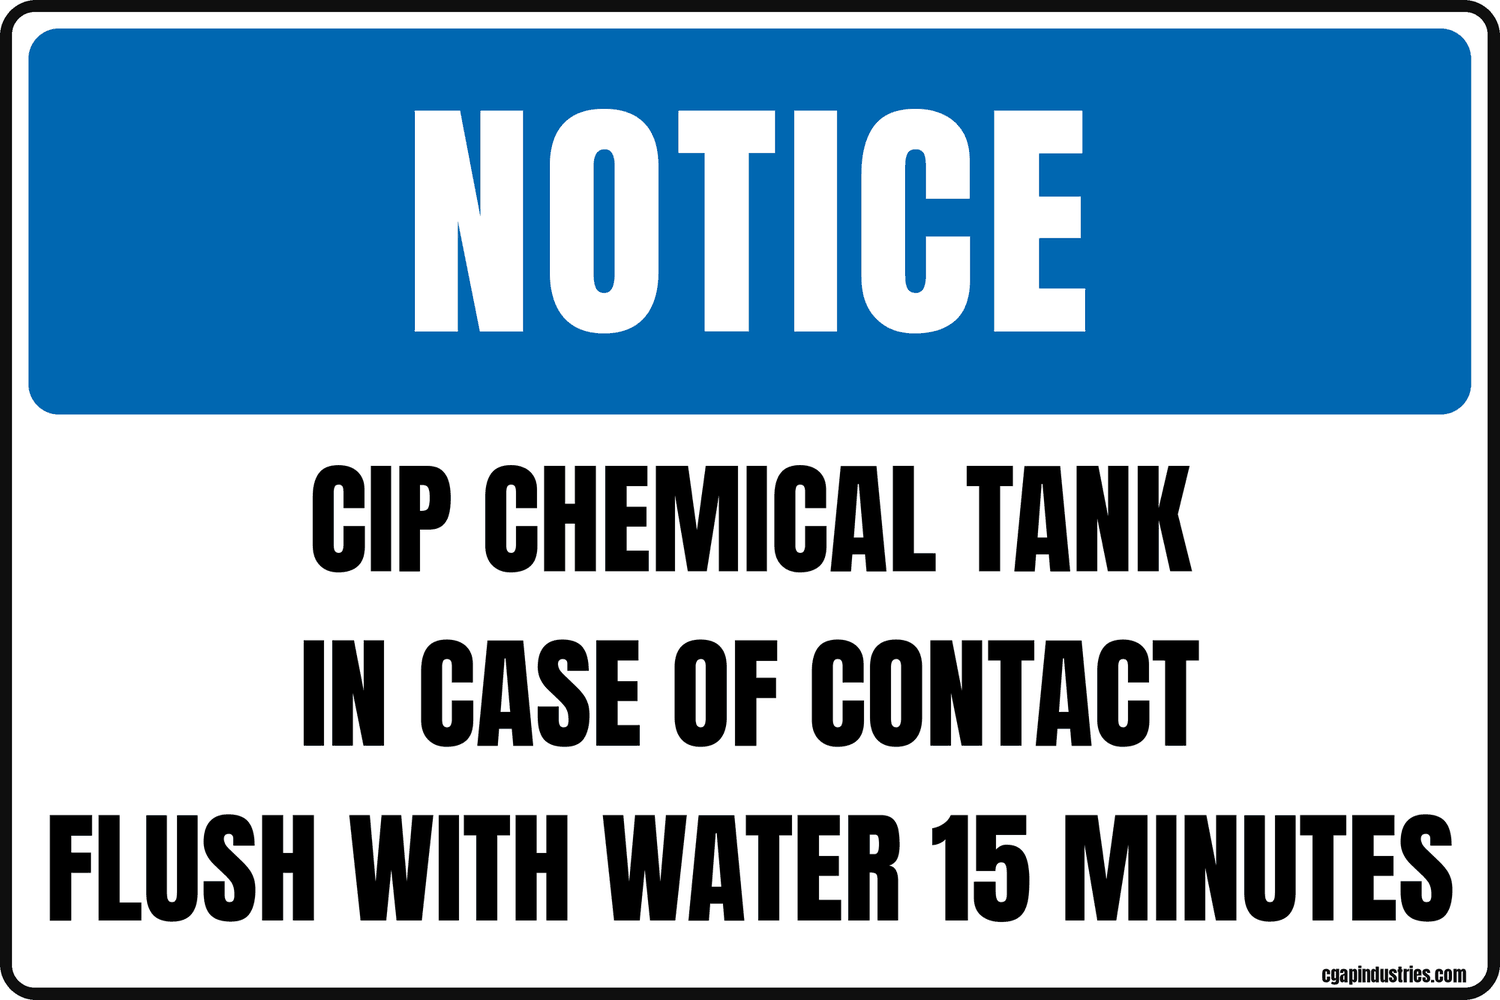 NOTICE
CIP CHEMICAL TANK
IN CASE OF CONTACT
FLUSH WITH WATER 15 MINUTES
cgapindustries.com